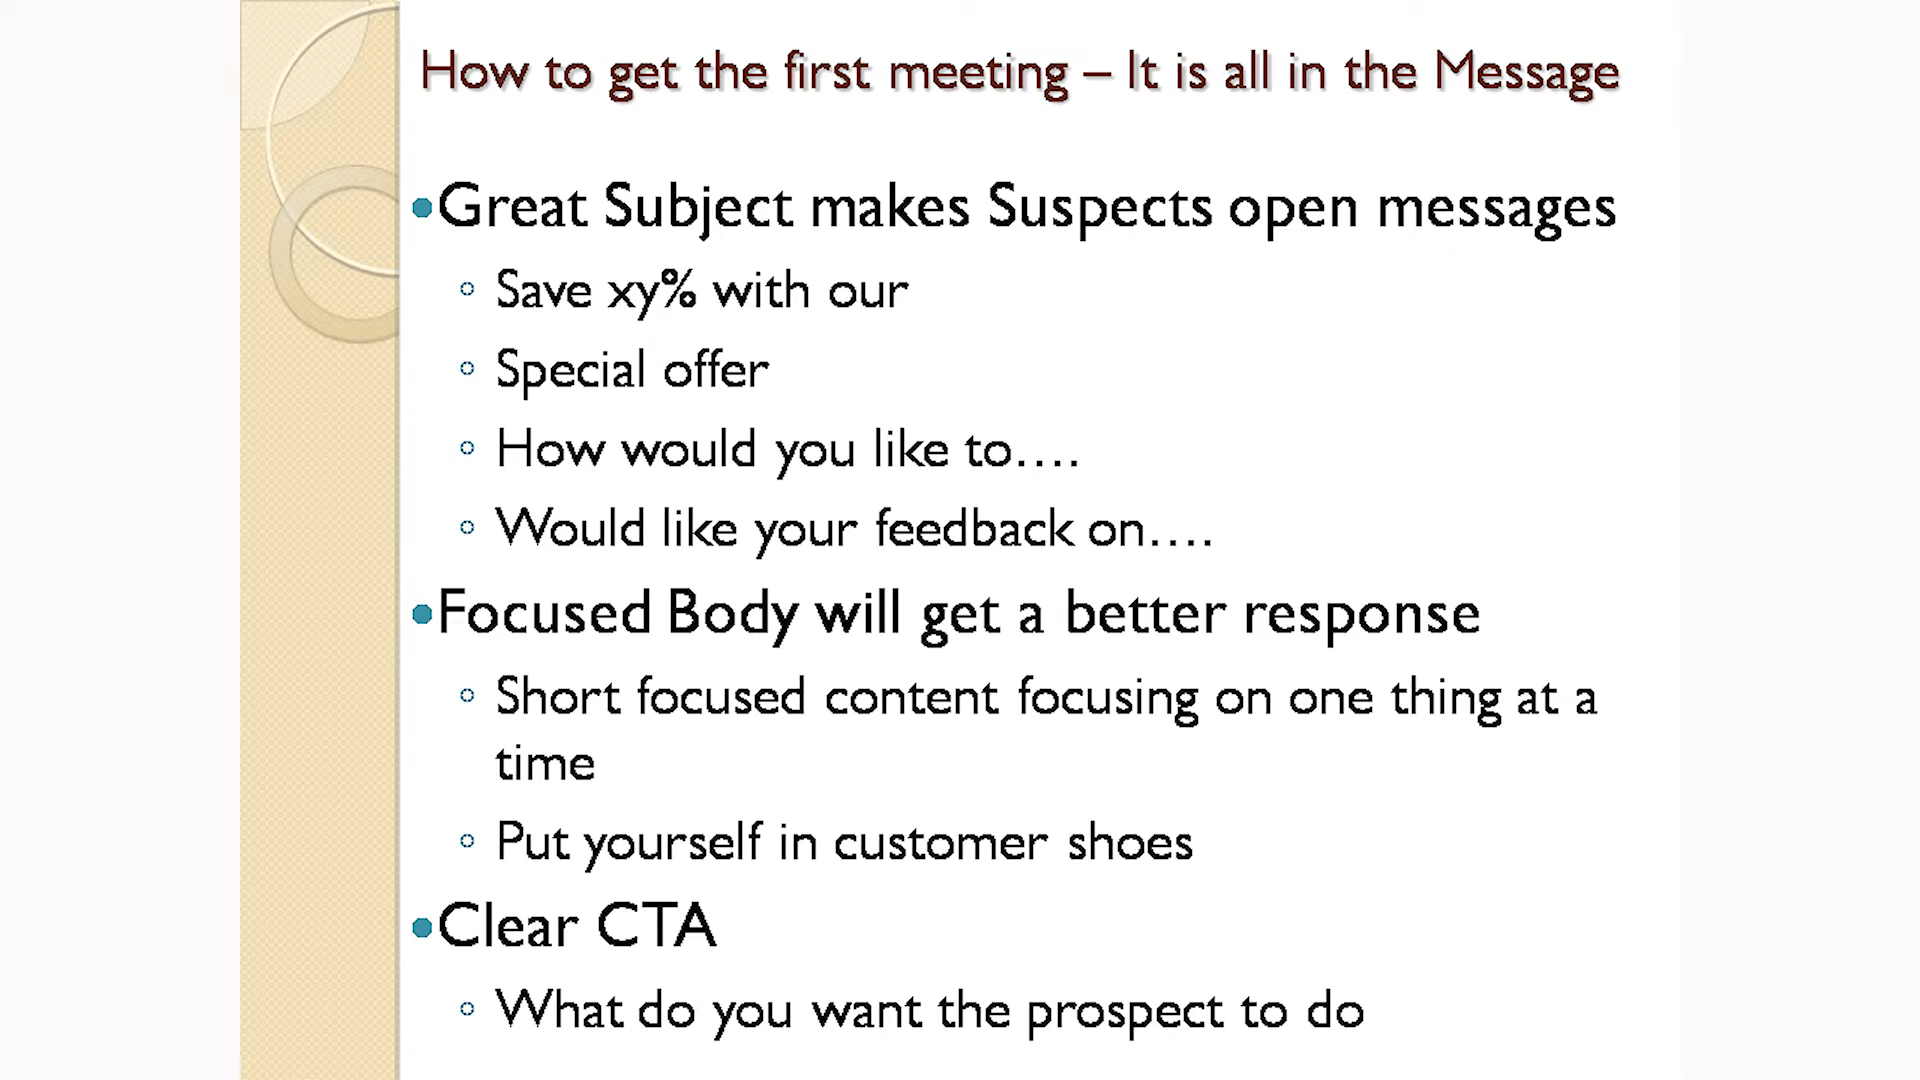 How to get the first meeting – It is all in the Message
•Great Subject makes Suspects open messages
◦ Save xy% with our
◦ Special offer
◦ How would you like to….
◦ Would like your feedback on….
•Focused Body will get a better response
◦ Short focused content focusing on one thing at a
time
◦ Put yourself in customer shoes
•Clear CTA
◦ What do you want the prospect to do